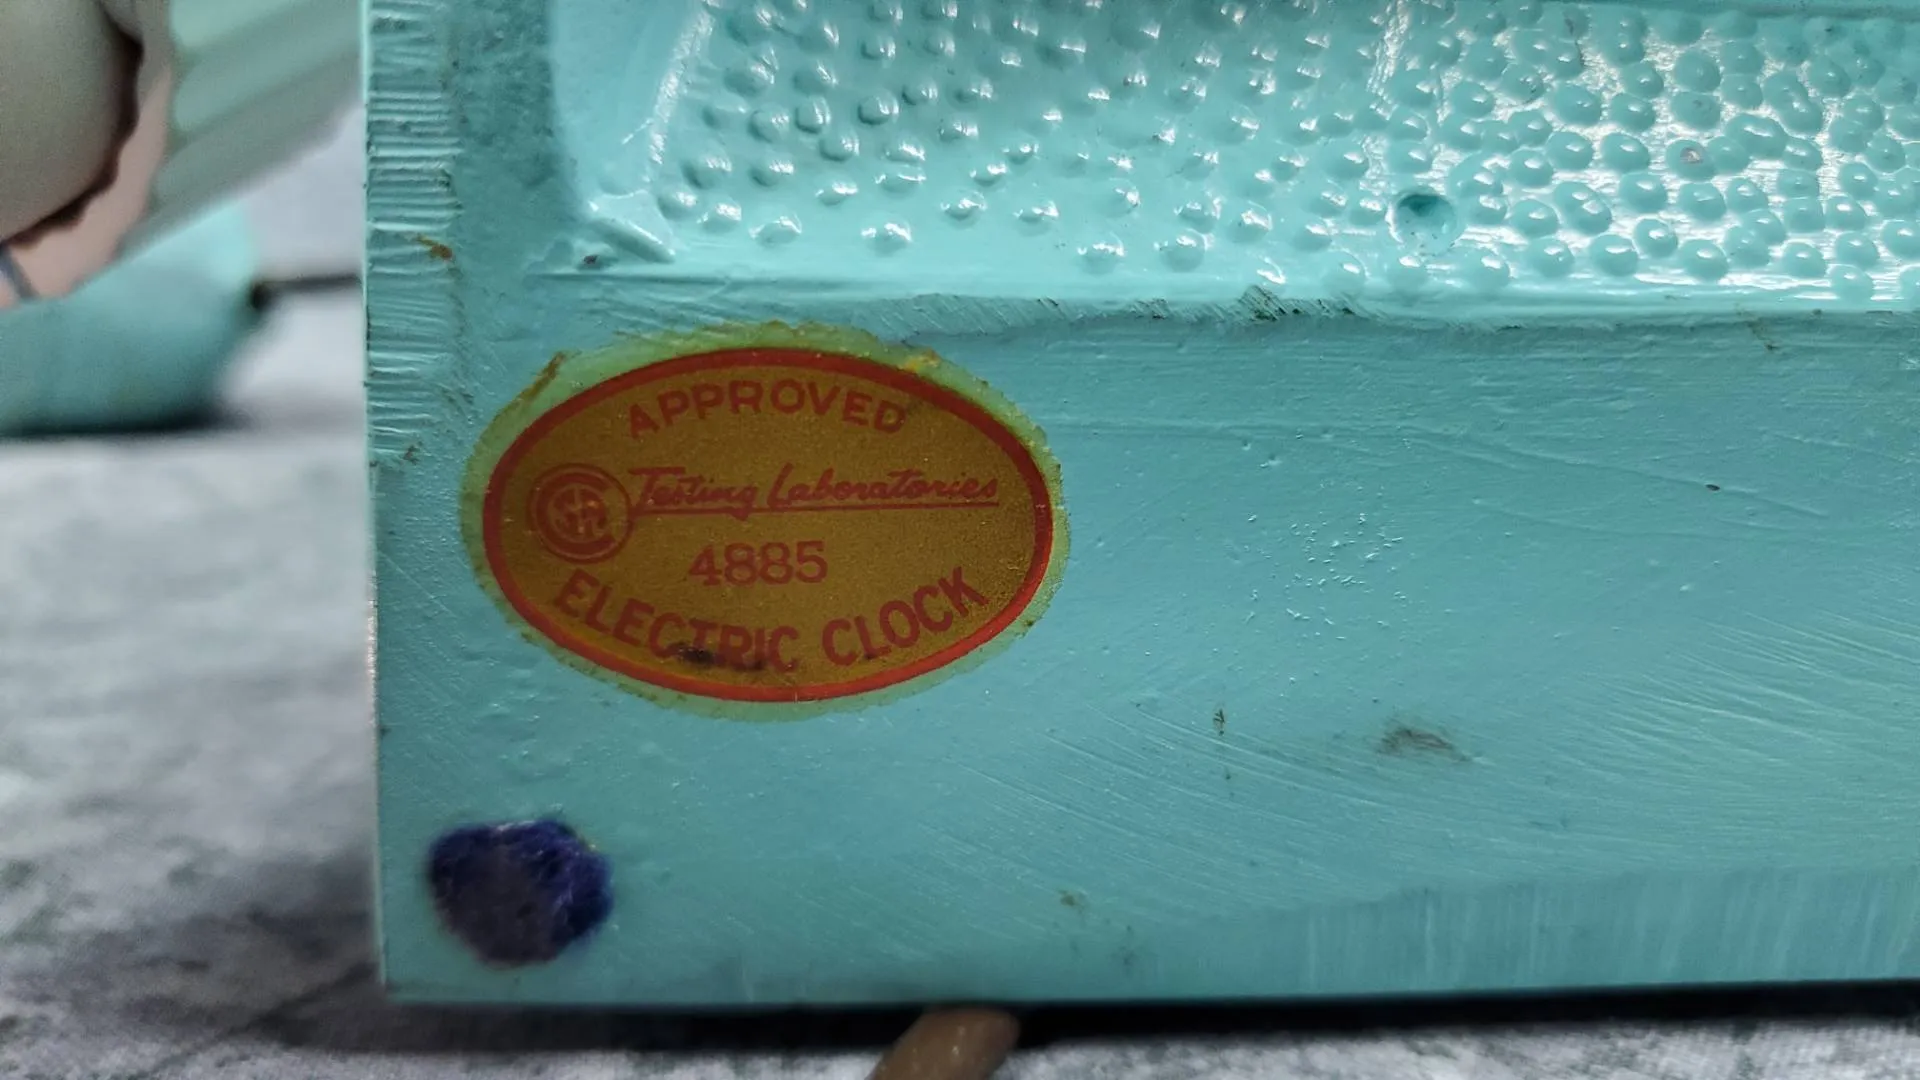 APPROVED
CSA Testing Laboratories
4885
ELECTRIC CLOCK